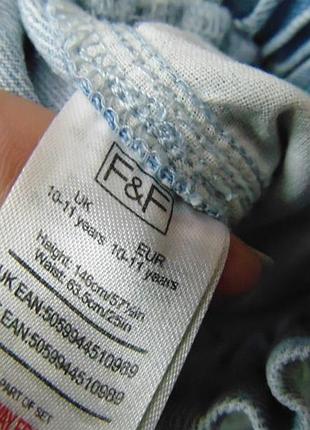 F&F
UK EUR
10-11 years 10-11 years
Height: 146cm/57½in
Waist: 63.5cm/25in
UK EAN:5059944510989
EAN:5059944510989
PART OF SET